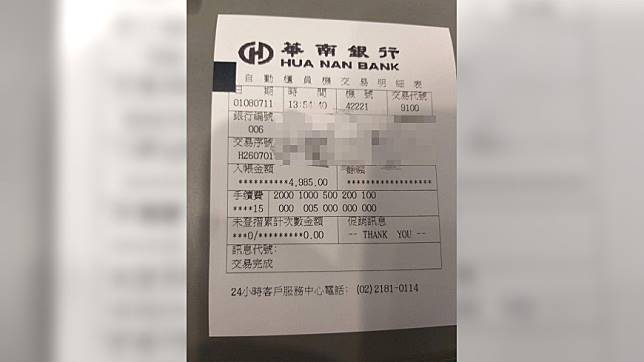 華南銀行
HUA NAN BANK
自動櫃員機交易明細表
日 期 時 間 機 號 交易代號
01080711 13:54:40 42221 9100
銀行編號
006
交易序號
H260701
入帳金額 餘額
**********4,985.00 ******************
手續費 2000 1000 500 200 100
****15 000 005 000 000 000
未登摺累計次數金額 促銷訊息
***0/*********0.00 -- THANK YOU --
訊息代號:
交易完成
24小時客戶服務中心電話: (02)2181-0114